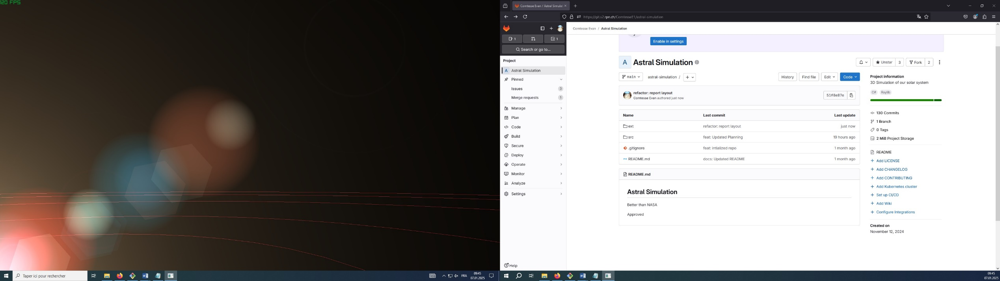 120 FPS
Taper ici pour rechercher
FRA
09:45
07.01.2025
Comtesse Evan / Astral Simulat
https://git.s2.rpn.ch/ComtesseE1/astral-simulation
1
1
Search or go to...
Project
A Astral Simulation
Pinned
Issues 3
Merge requests 1
Manage
Plan
Code
Build
Secure
Deploy
Operate
Monitor
Analyze
Settings
Help
Comtesse Evan / Astral Simulation
Enable in settings
A Astral Simulation
Unstar 3
Fork 2
main
astral-simulation /
History
Find file
Edit
Code
refactor: report layout
Comtesse Evan authored just now
51f8e87e
Name Last commit Last update
ext refactor: report layout just now
src feat: Updated Planning 19 hours ago
.gitignore feat: intialized repo 1 month ago
README.md docs: Updated README 1 month ago
README.md
Astral Simulation
Better than NASA
Approved
Project information
3D Simulation of our solar system
C# Raylib
130 Commits
1 Branch
0 Tags
2 MiB Project Storage
README
Add LICENSE
Add CHANGELOG
Add CONTRIBUTING
Add Kubernetes cluster
Set up CI/CD
Add Wiki
Configure Integrations
Created on
November 12, 2024
09:45
07.01.2025